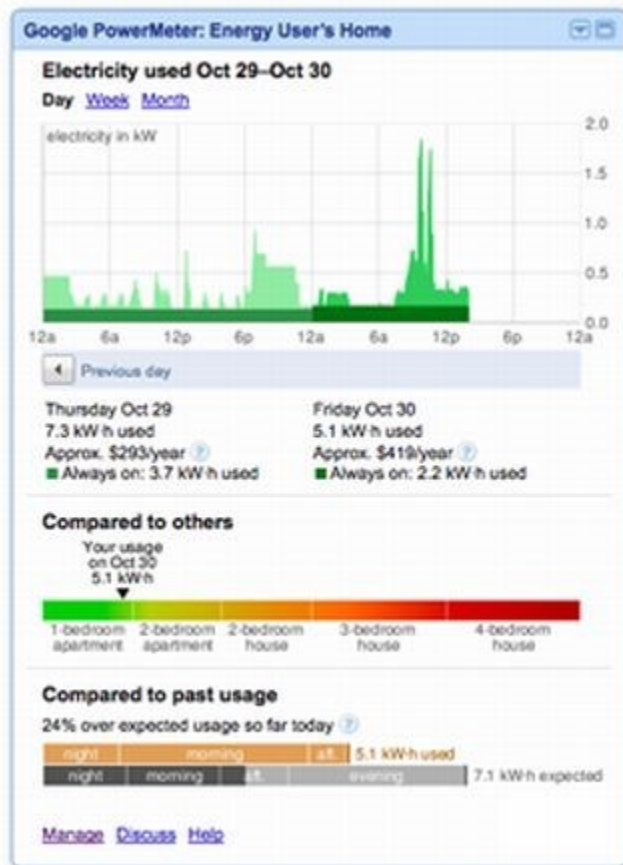 Google PowerMeter: Energy User's Home
Electricity used Oct 29–Oct 30
Day Week Month
electricity in kW
2.0
1.5
1.0
0.5
0.0
12a 6a 12p 6p 12a 6a 12p 6p 12a
Previous day
Thursday Oct 29
7.3 kW·h used
Approx. $293/year ?
Always on: 3.7 kW·h used
Friday Oct 30
5.1 kW·h used
Approx. $419/year ?
Always on: 2.2 kW·h used
Compared to others
Your usage
on Oct 30
5.1 kW·h
1-bedroom apartment
2-bedroom apartment
2-bedroom house
3-bedroom house
4-bedroom house
Compared to past usage
24% over expected usage so far today ?
night morning aft. 5.1 kW·h used
night morning aft. evening 7.1 kW·h expected
Manage Discuss Help